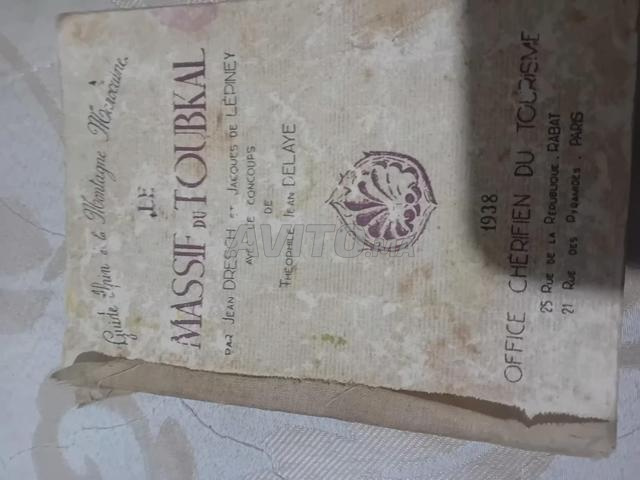 Guide Alpin de la Montagne Marocaine
LE
MASSIF DU TOUBKAL
PAR JEAN DRESCH ET JACQUES DE LÉPINEY
AVEC LE CONCOURS
DE
THÉOPHILE JEAN DELAYE
1938
OFFICE CHÉRIFIEN DU TOURISME
25 RUE DE LA RÉPUBLIQUE . RABAT
21 RUE DES PYRAMIDES . PARIS
AVITO.MA